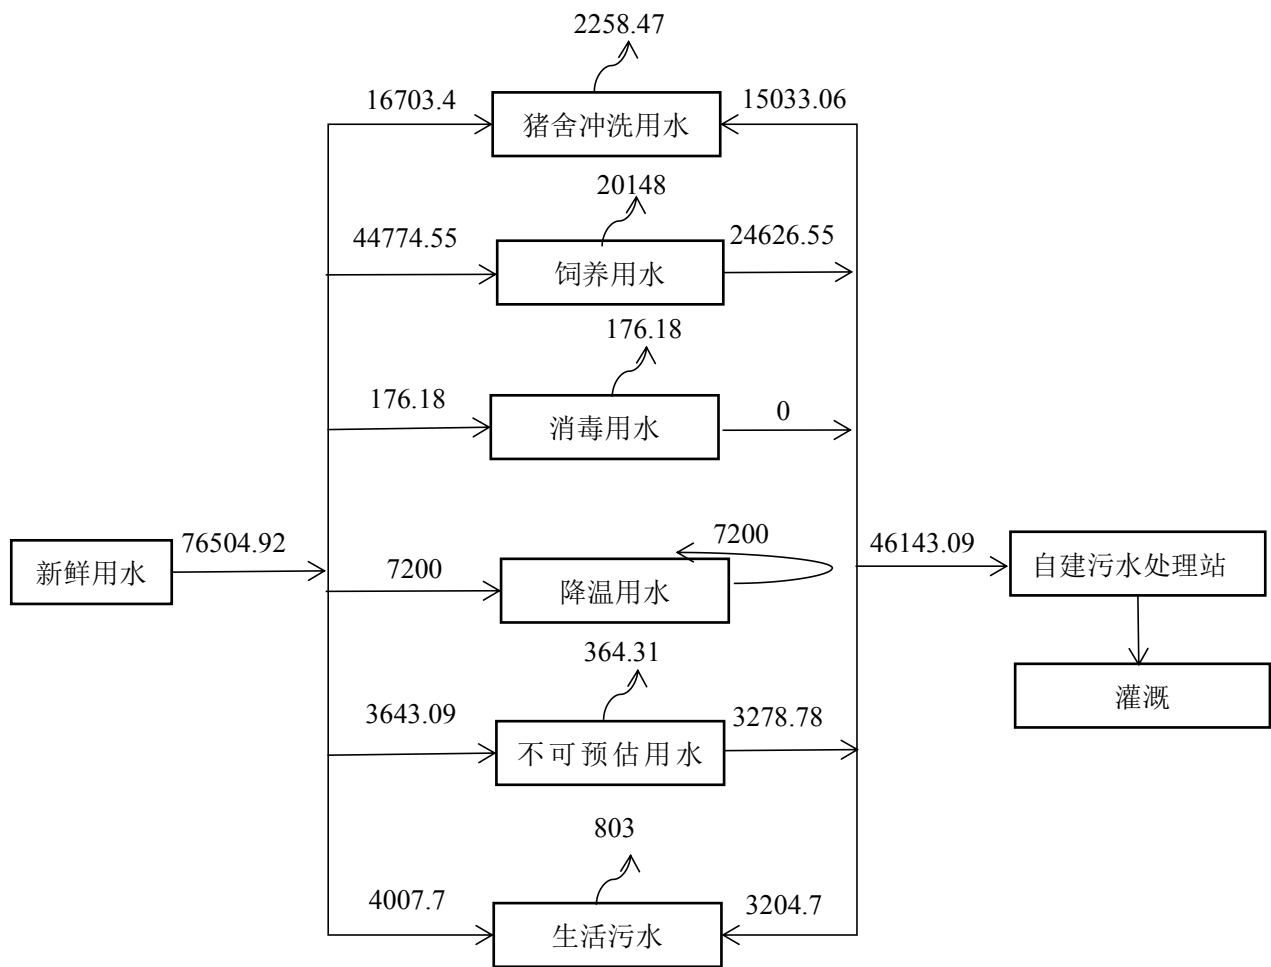 2258.47
16703.4
猪舍冲洗用水
15033.06
20148
44774.55
饲养用水
24626.55
176.18
176.18
消毒用水
0
新鲜用水
76504.92
7200
降温用水
7200
46143.09
自建污水处理站
灌溉
364.31
3643.09
不可预估用水
3278.78
803
4007.7
生活污水
3204.7